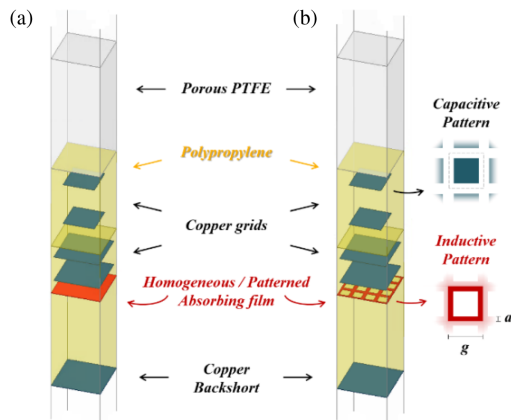 (a)
(b)
Porous PTFE
Capacitive
Pattern
Polypropylene
Copper grids
Inductive
Pattern
Homogeneous / Patterned
Absorbing film
a
g
Copper
Backshort